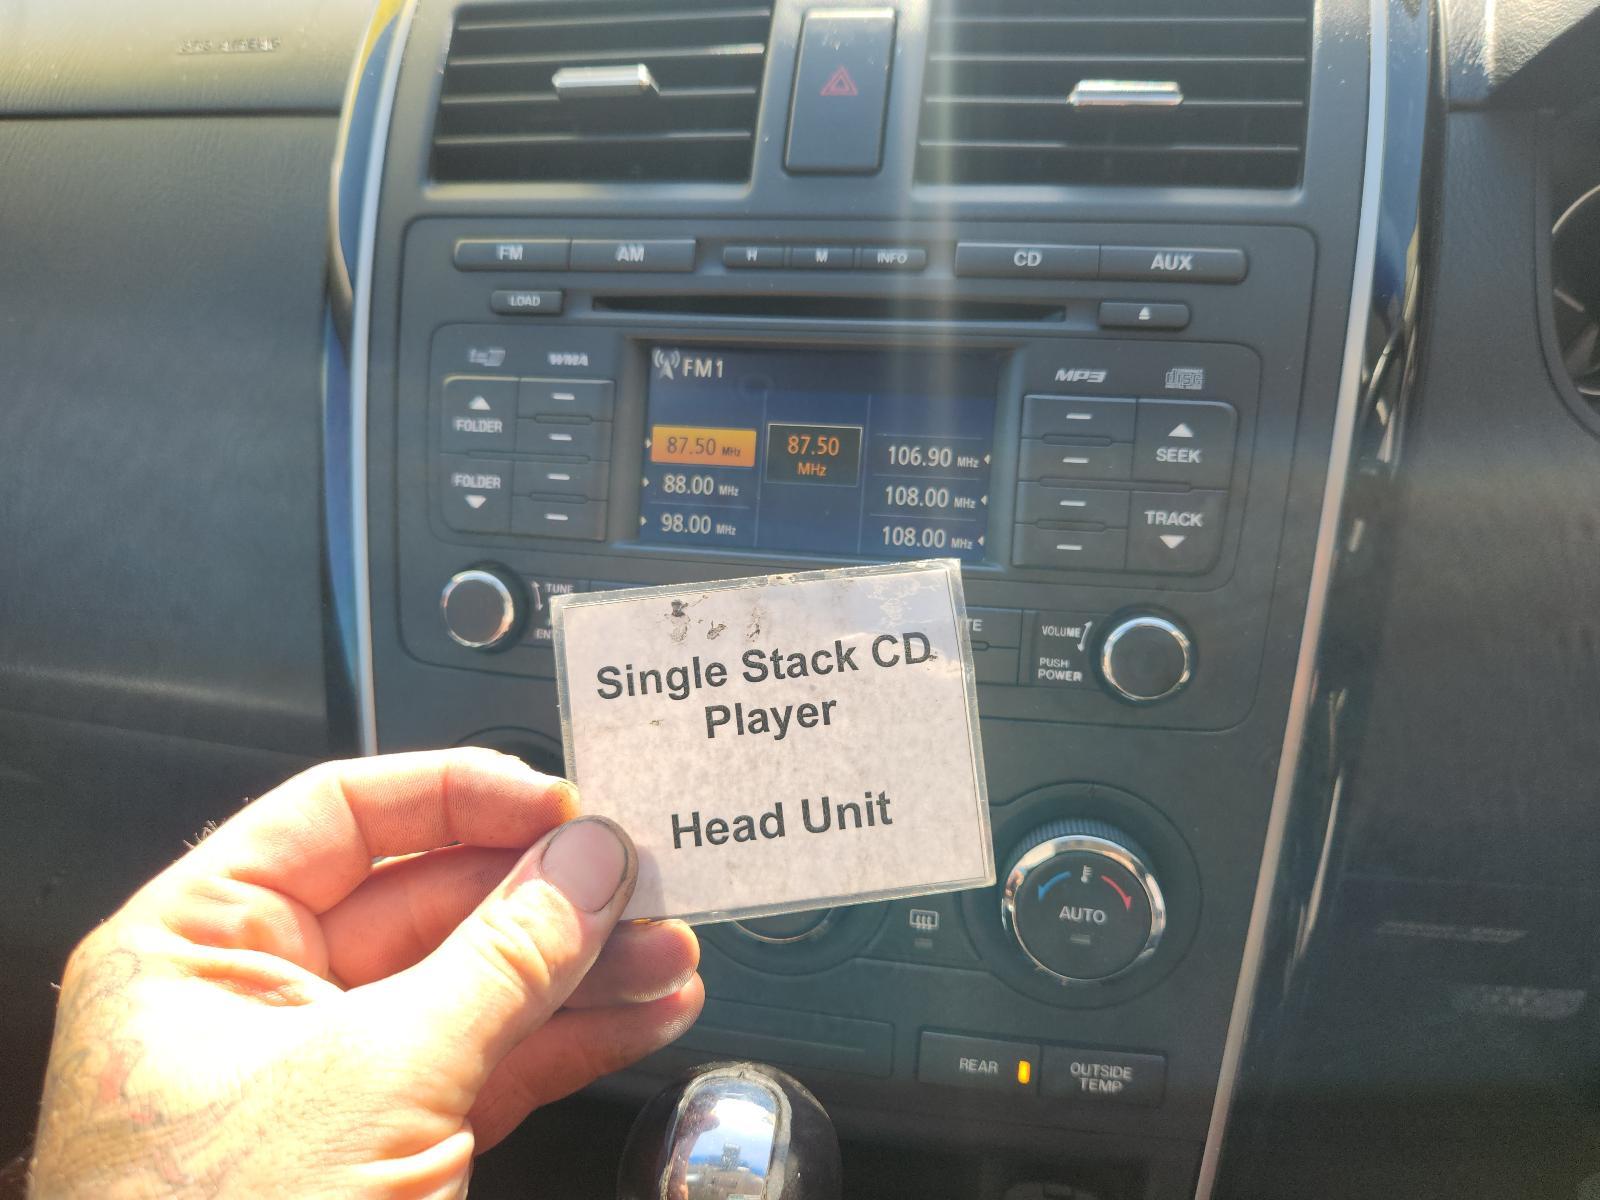 FM AM H M INFO CD AUX
LOAD
WMA MP3 disc
FM1
FOLDER SEEK
87.50 MHz 87.50 MHz 106.90 MHz
88.00 MHz 108.00 MHz
98.00 MHz 108.00 MHz
FOLDER TRACK
TUNE
VOLUME
PUSH
POWER
Single Stack CD
Player
Head Unit
AUTO
REAR
OUTSIDE
TEMP